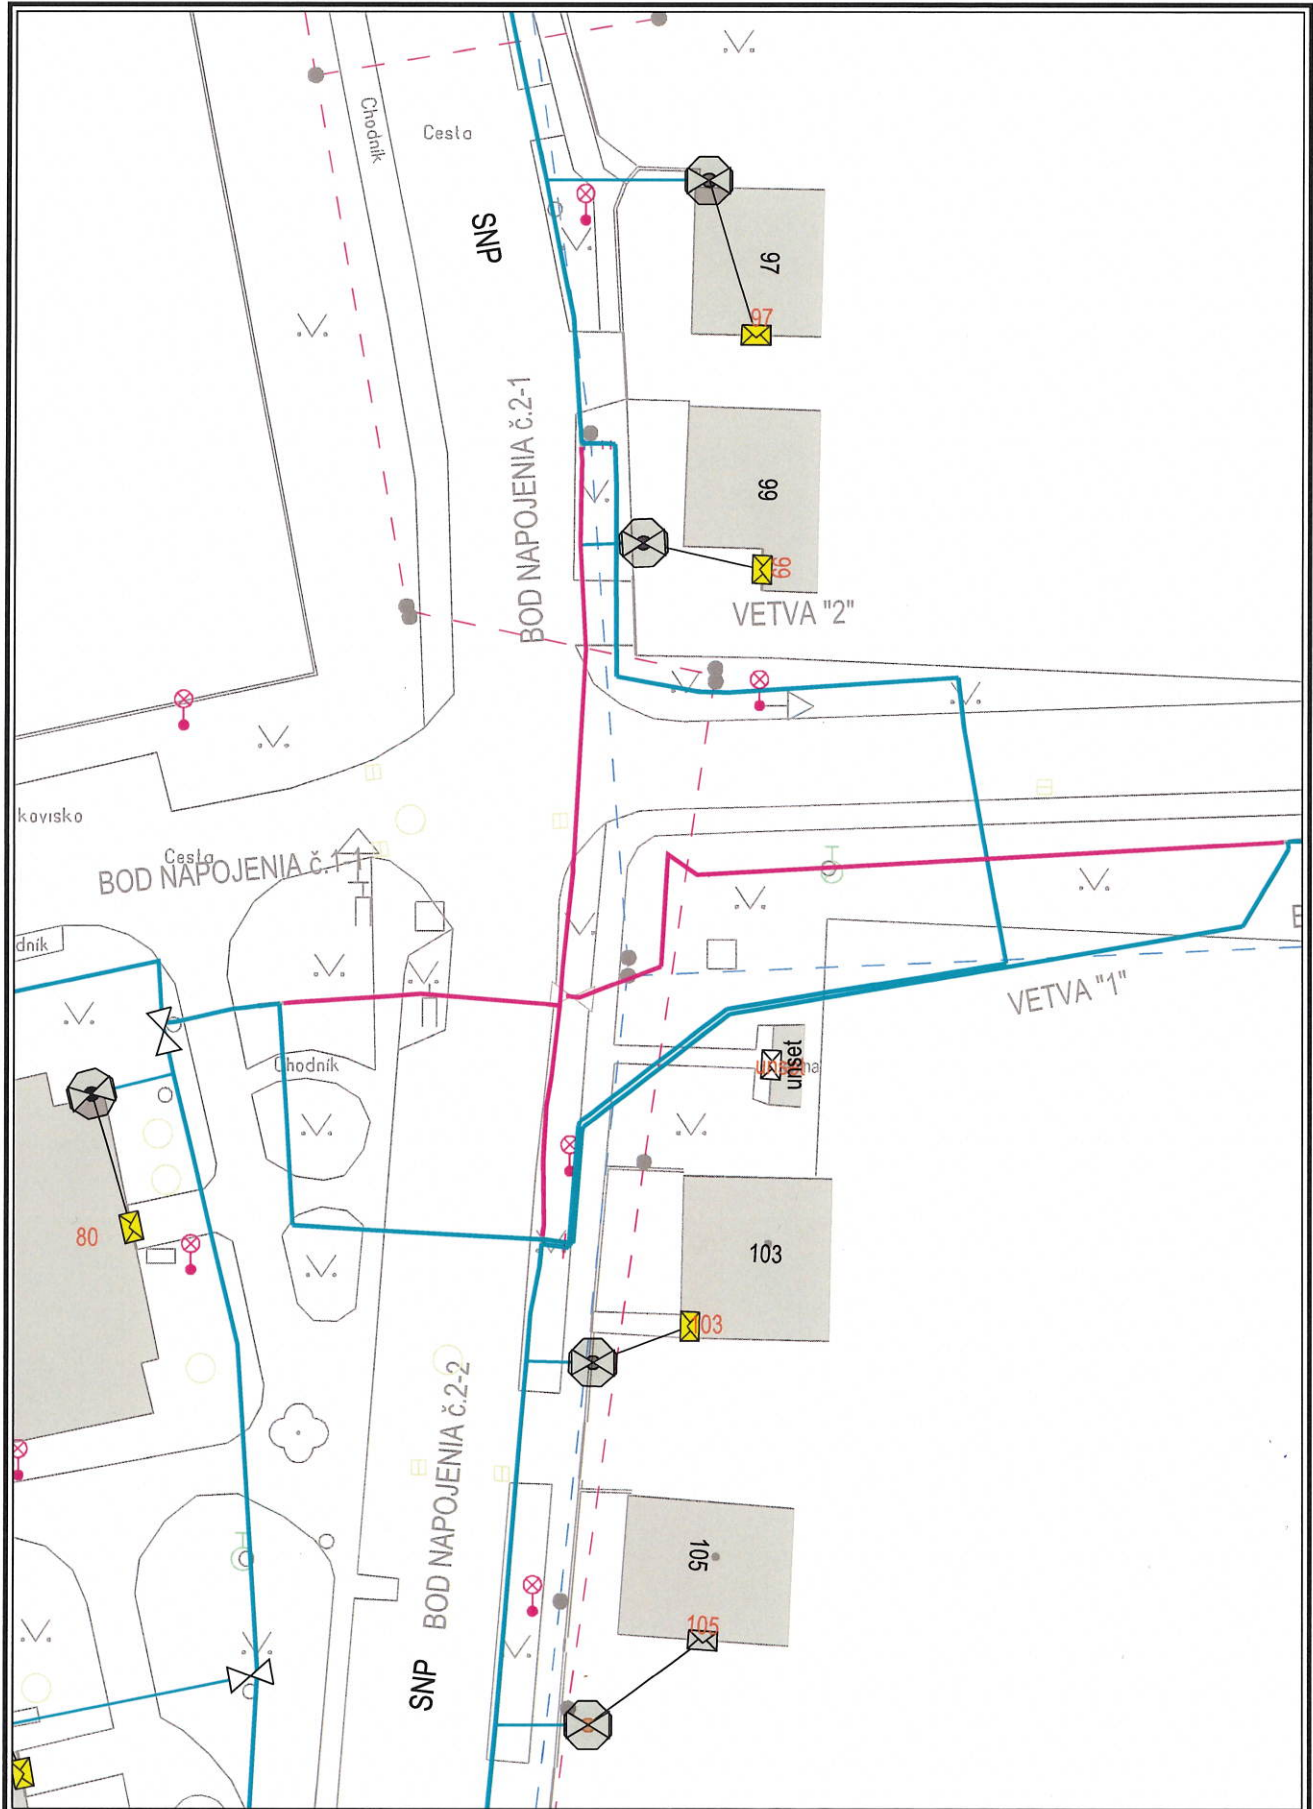 Chodník
Cesta
SNP
97
97
BOD NAPOJENIA č.2-1
99
99
VETVA "2"
kovisko
Cesta
BOD NAPOJENIA č.1-1
dník
VETVA "1"
Chodník
unset
80
103
103
BOD NAPOJENIA č.2-2
105
105
SNP